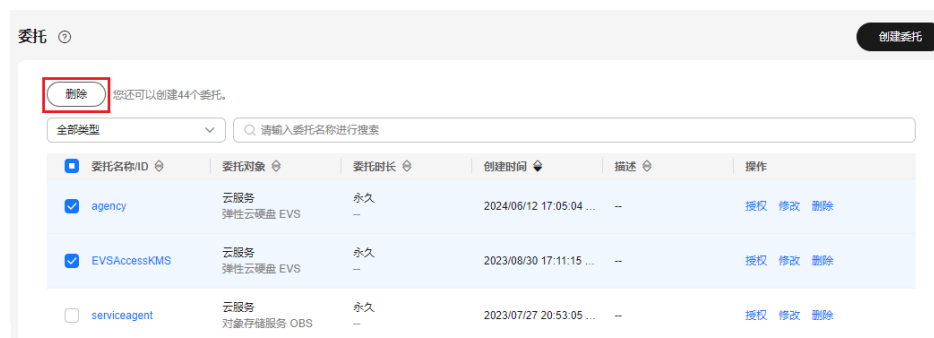 委托
创建委托
删除 您还可以创建44个委托。
全部类型 请输入委托名称进行搜索
委托名称/ID 委托对象 委托时长 创建时间 描述 操作
agency 云服务 永久 2024/06/12 17:05:04 ... -- 授权 修改 删除
弹性云硬盘 EVS --
EVSAccessKMS 云服务 永久 2023/08/30 17:11:15 ... -- 授权 修改 删除
弹性云硬盘 EVS --
serviceagent 云服务 永久 2023/07/27 20:53:05 ... -- 授权 修改 删除
对象存储服务 OBS --